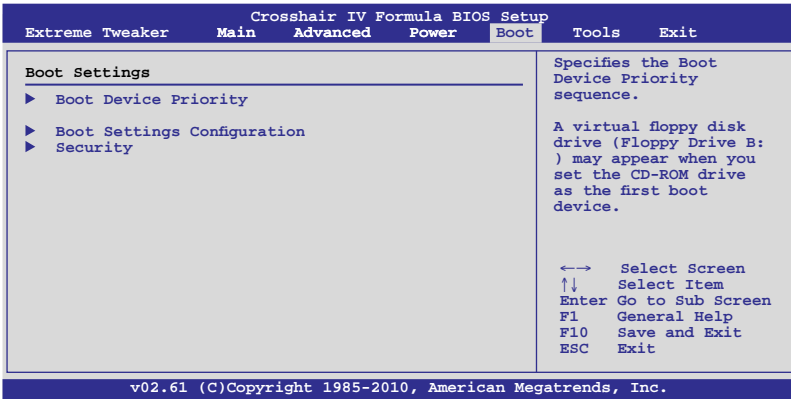 Crosshair IV Formula BIOS Setup
Extreme Tweaker Main Advanced Power Boot Tools Exit
Boot Settings
Boot Device Priority
Boot Settings Configuration
Security
Specifies the Boot
Device Priority
sequence.
A virtual floppy disk
drive (Floppy Drive B:
) may appear when you
set the CD-ROM drive
as the first boot
device.
←→ Select Screen
↑↓ Select Item
Enter Go to Sub Screen
F1 General Help
F10 Save and Exit
ESC Exit
v02.61 (C)Copyright 1985-2010, American Megatrends, Inc.